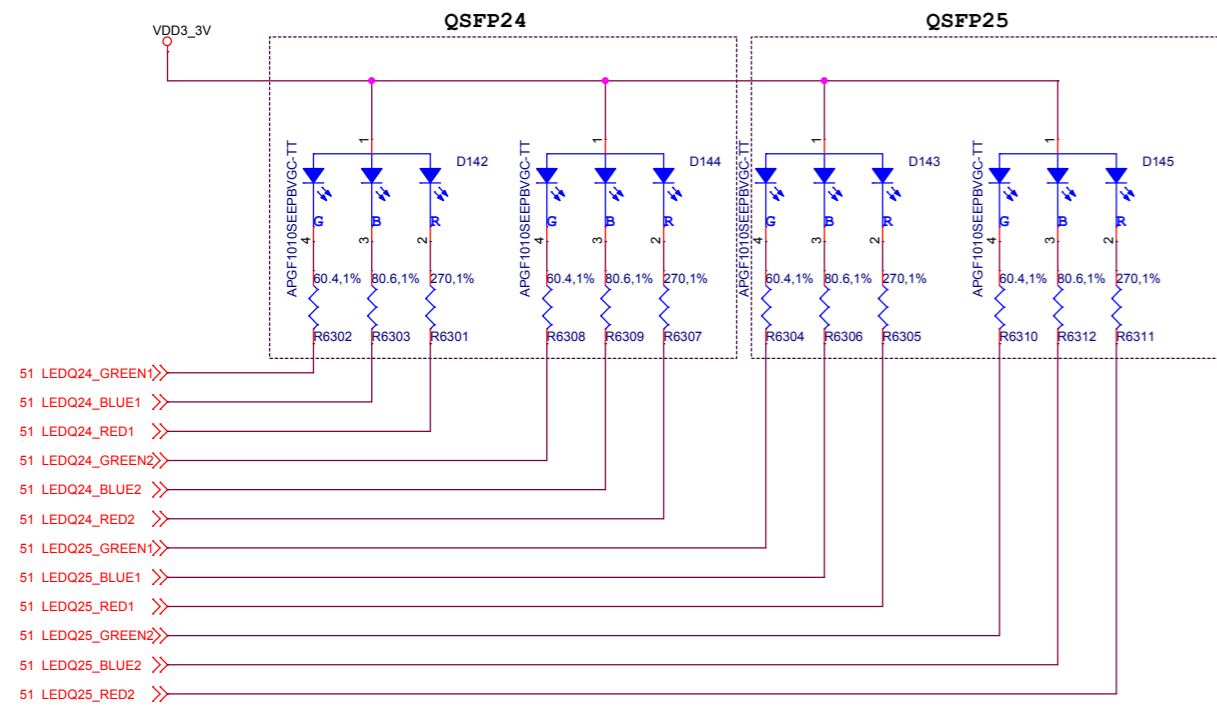 QSFP24 QSFP25
VDD3_3V
APGF1010SEEPBVGC-TT 1 D142 APGF1010SEEPBVGC-TT 1 D144 APGF1010SEEPBVGC-TT 1 D143 APGF1010SEEPBVGC-TT 1 D145
G B R G B R G B R G B R
4 3 2 4 3 2 4 3 2 4 3 2
60.4,1% 80.6,1% 270,1% 60.4,1% 80.6,1% 270,1% 60.4,1% 80.6,1% 270,1% 60.4,1% 80.6,1% 270,1%
R6302 R6303 R6301 R6308 R6309 R6307 R6304 R6306 R6305 R6310 R6312 R6311
51 LEDQ24_GREEN1
51 LEDQ24_BLUE1
51 LEDQ24_RED1
51 LEDQ24_GREEN2
51 LEDQ24_BLUE2
51 LEDQ24_RED2
51 LEDQ25_GREEN1
51 LEDQ25_BLUE1
51 LEDQ25_RED1
51 LEDQ25_GREEN2
51 LEDQ25_BLUE2
51 LEDQ25_RED2